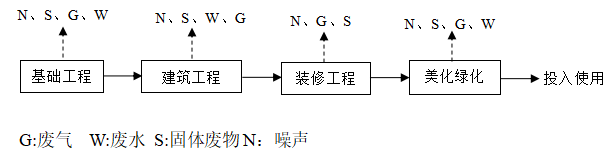 N、S、G、W
N、S、W、G
N、G、S
N、S、G、W
基础工程
建筑工程
装修工程
美化绿化
投入使用
G:废气 W:废水 S:固体废物 N：噪声